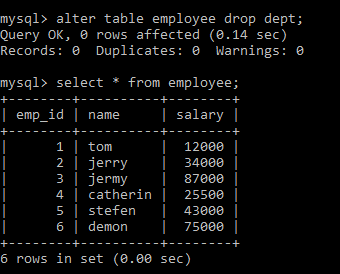 mysql> alter table employee drop dept;
Query OK, 0 rows affected (0.14 sec)
Records: 0  Duplicates: 0  Warnings: 0

mysql> select * from employee;
+--------+----------+--------+
| emp_id | name     | salary |
+--------+----------+--------+
|      1 | tom      |  12000 |
|      2 | jerry    |  34000 |
|      3 | jermy    |  87000 |
|      4 | catherin |  25500 |
|      5 | stefen   |  43000 |
|      6 | demon    |  75000 |
+--------+----------+--------+
6 rows in set (0.00 sec)